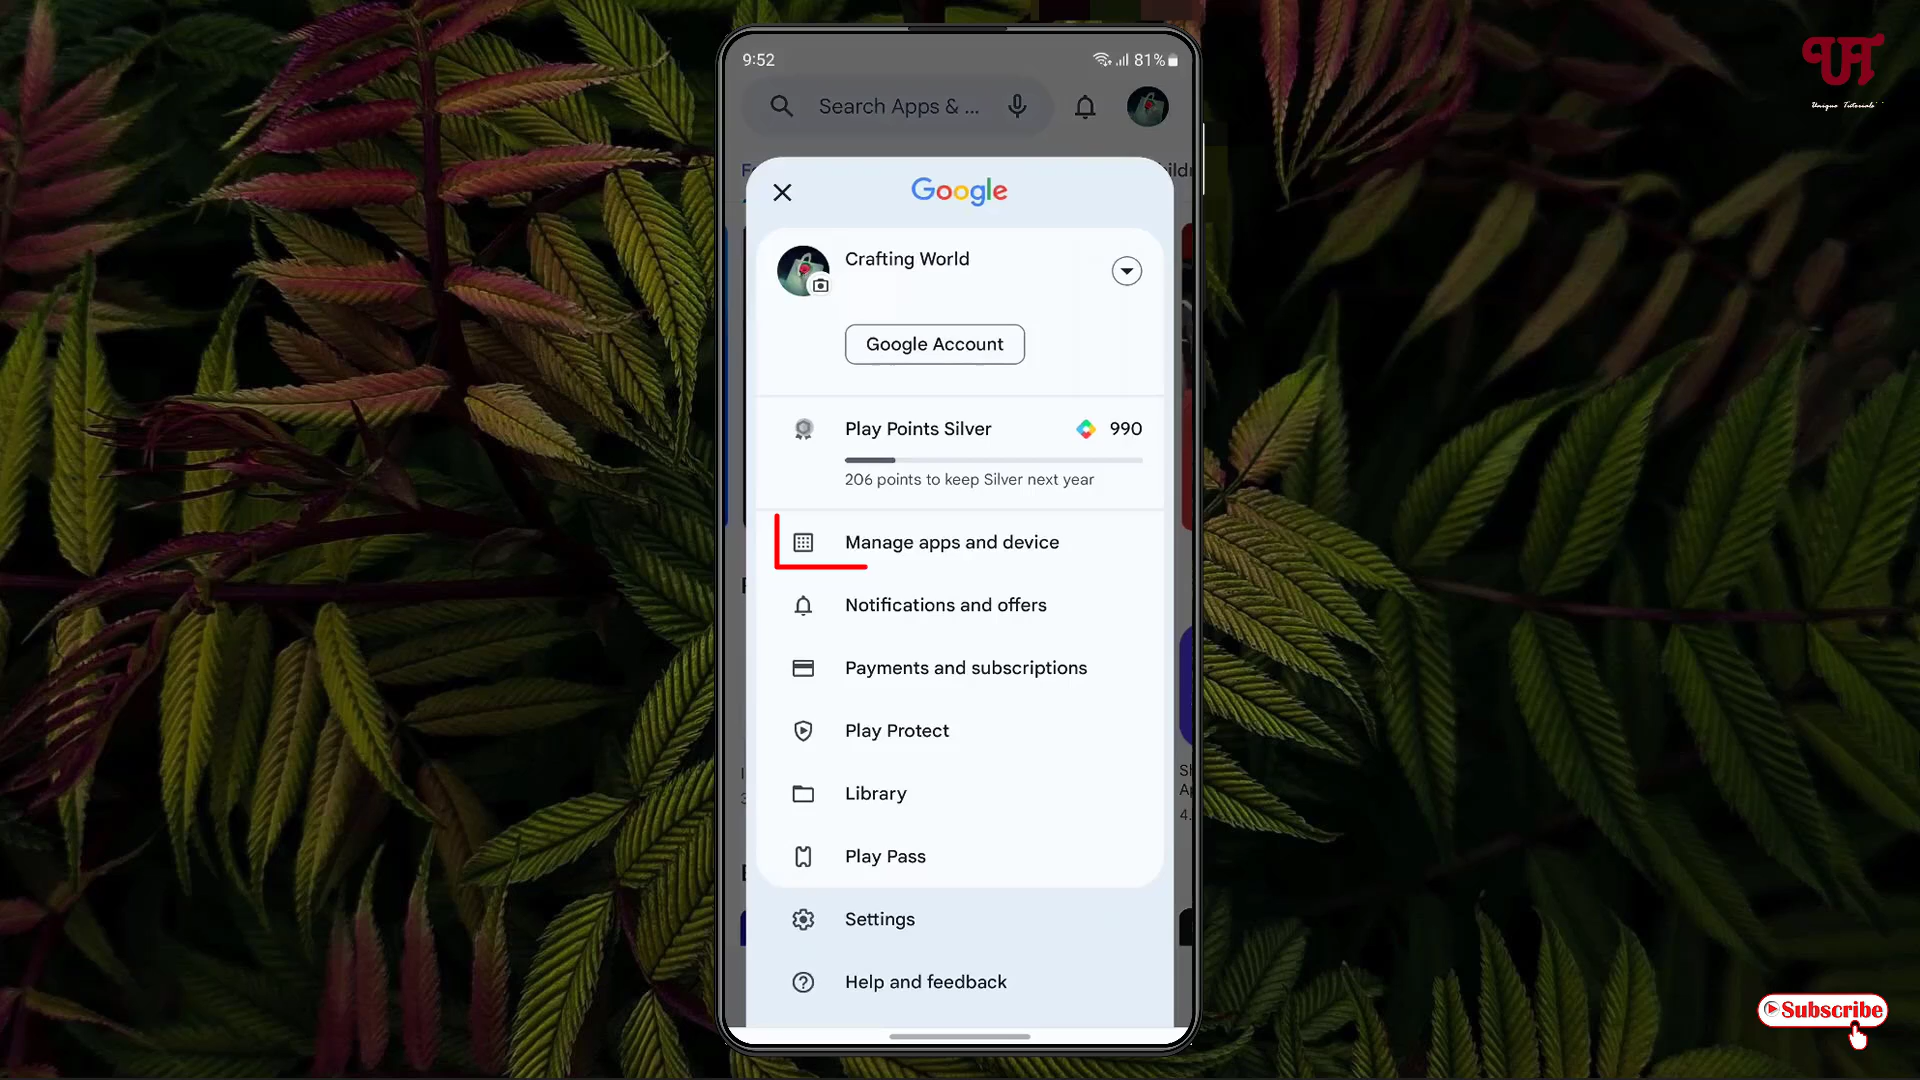 9:52
81%
Search Apps & ...
Google
Crafting World
Google Account
Play Points Silver
990
206 points to keep Silver next year
Manage apps and device
Notifications and offers
Payments and subscriptions
Play Protect
Library
Play Pass
Settings
Help and feedback
Unique Tutorials
Subscribe